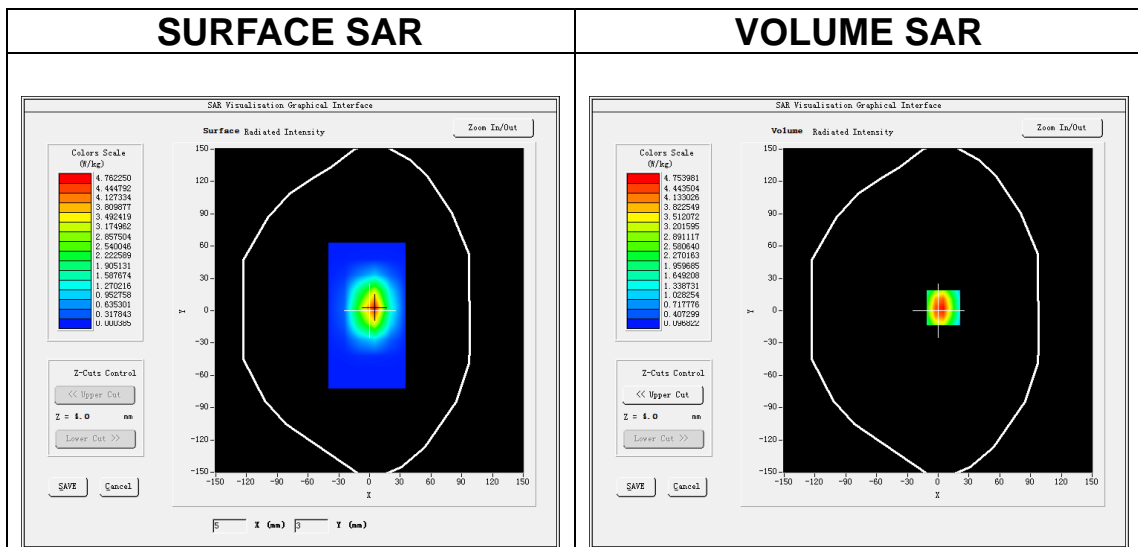 SURFACE SAR
VOLUME SAR
SAR Visualisation Graphical Interface
Surface Radiated Intensity
Zoom In/Out
Colors Scale
(W/kg)
4.762250
4.444792
4.127334
3.809877
3.492419
3.174962
2.857504
2.540046
2.222589
1.905131
1.587674
1.270216
0.952758
0.635301
0.317843
0.000385
150
120
90
60
30
0
-30
-60
-90
-120
-150
Y
-150 -120 -90 -60 -30 0 30 60 90 120 150
X
Z-Cuts Control
<< Upper Cut
Z = 4.0 mm
Lower Cut >>
SAVE Cancel
5 X (mm) 3 Y (mm)
SAR Visualisation Graphical Interface
Volume Radiated Intensity
Zoom In/Out
Colors Scale
(W/kg)
4.753981
4.443504
4.133026
3.822549
3.512072
3.201595
2.891117
2.580640
2.270163
1.959685
1.649208
1.338731
1.028254
0.717776
0.407299
0.096822
150
120
90
60
30
0
-30
-60
-90
-120
-150
Y
-150 -120 -90 -60 -30 0 30 60 90 120 150
X
Z-Cuts Control
<< Upper Cut
Z = 4.0 mm
Lower Cut >>
SAVE Cancel